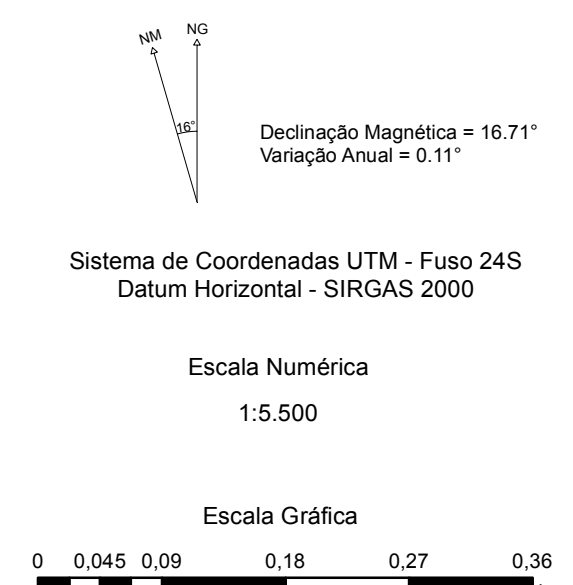 NM NG
16°
Declinação Magnética = 16.71°
Variação Anual = 0.11°
Sistema de Coordenadas UTM - Fuso 24S
Datum Horizontal - SIRGAS 2000
Escala Numérica
1:5.500
Escala Gráfica
0 0,045 0,09 0,18 0,27 0,36